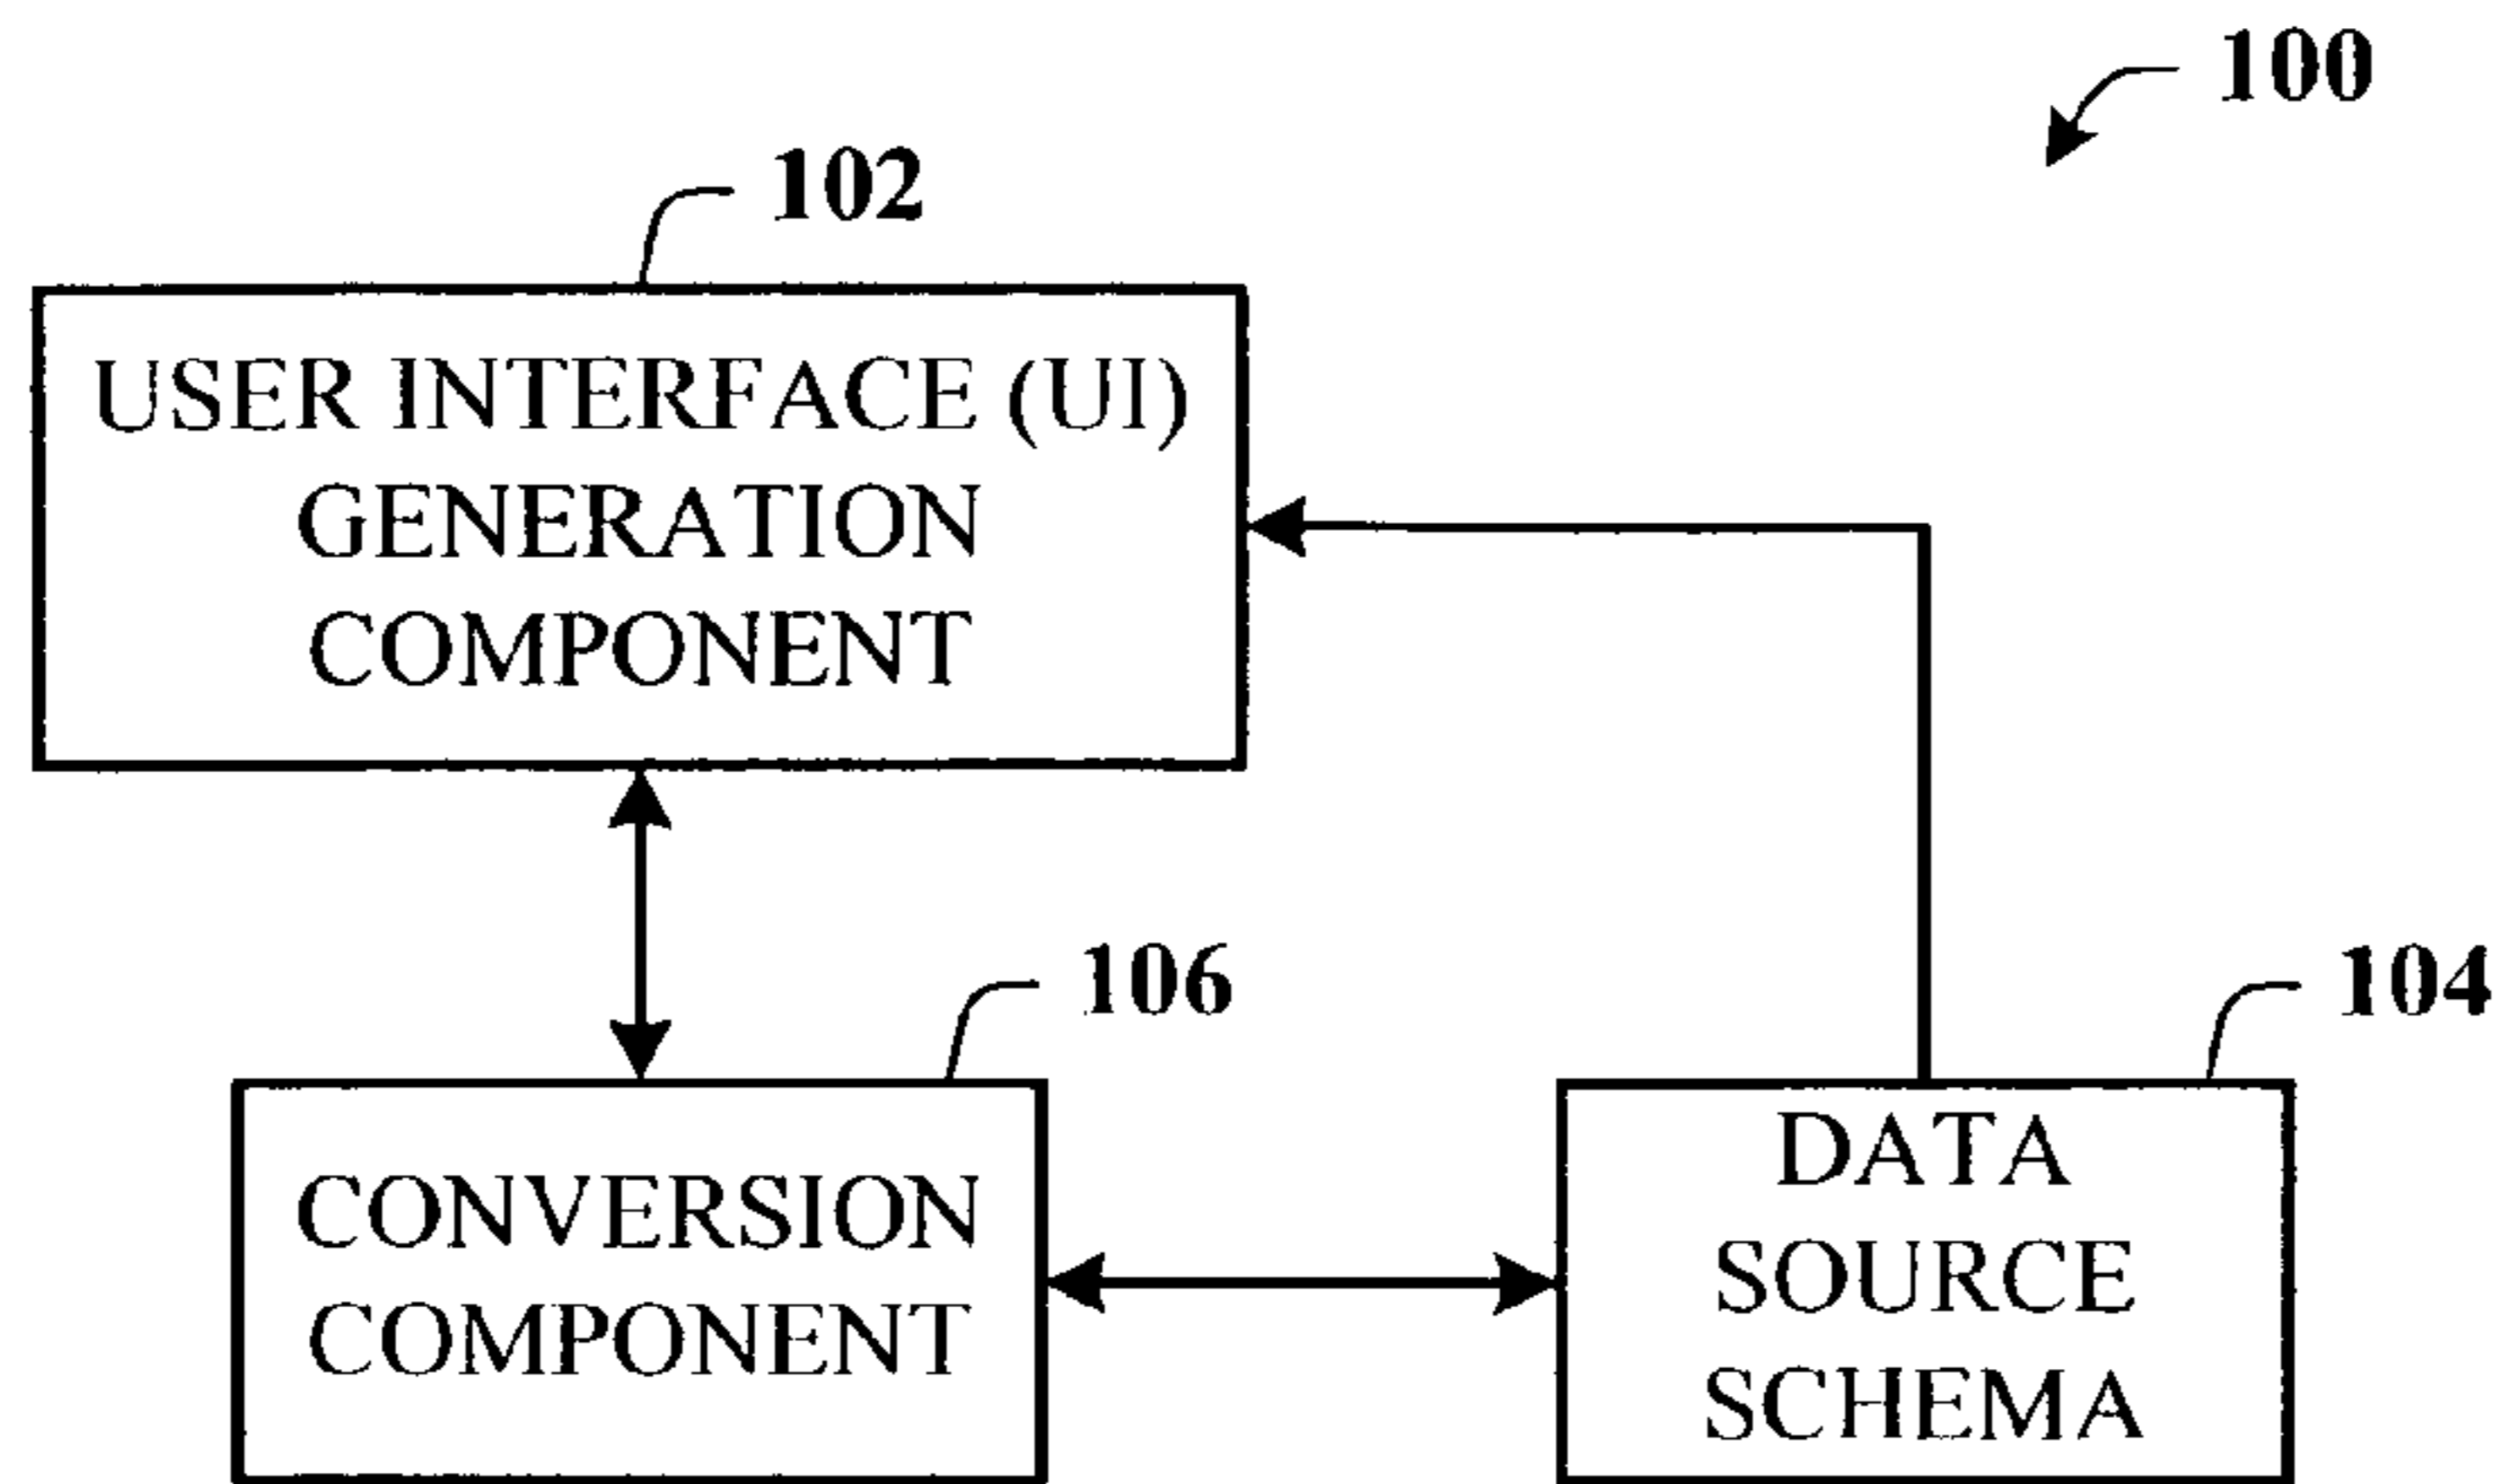 100
102
USER INTERFACE (UI)
GENERATION
COMPONENT
106
104
CONVERSION
COMPONENT
DATA
SOURCE
SCHEMA